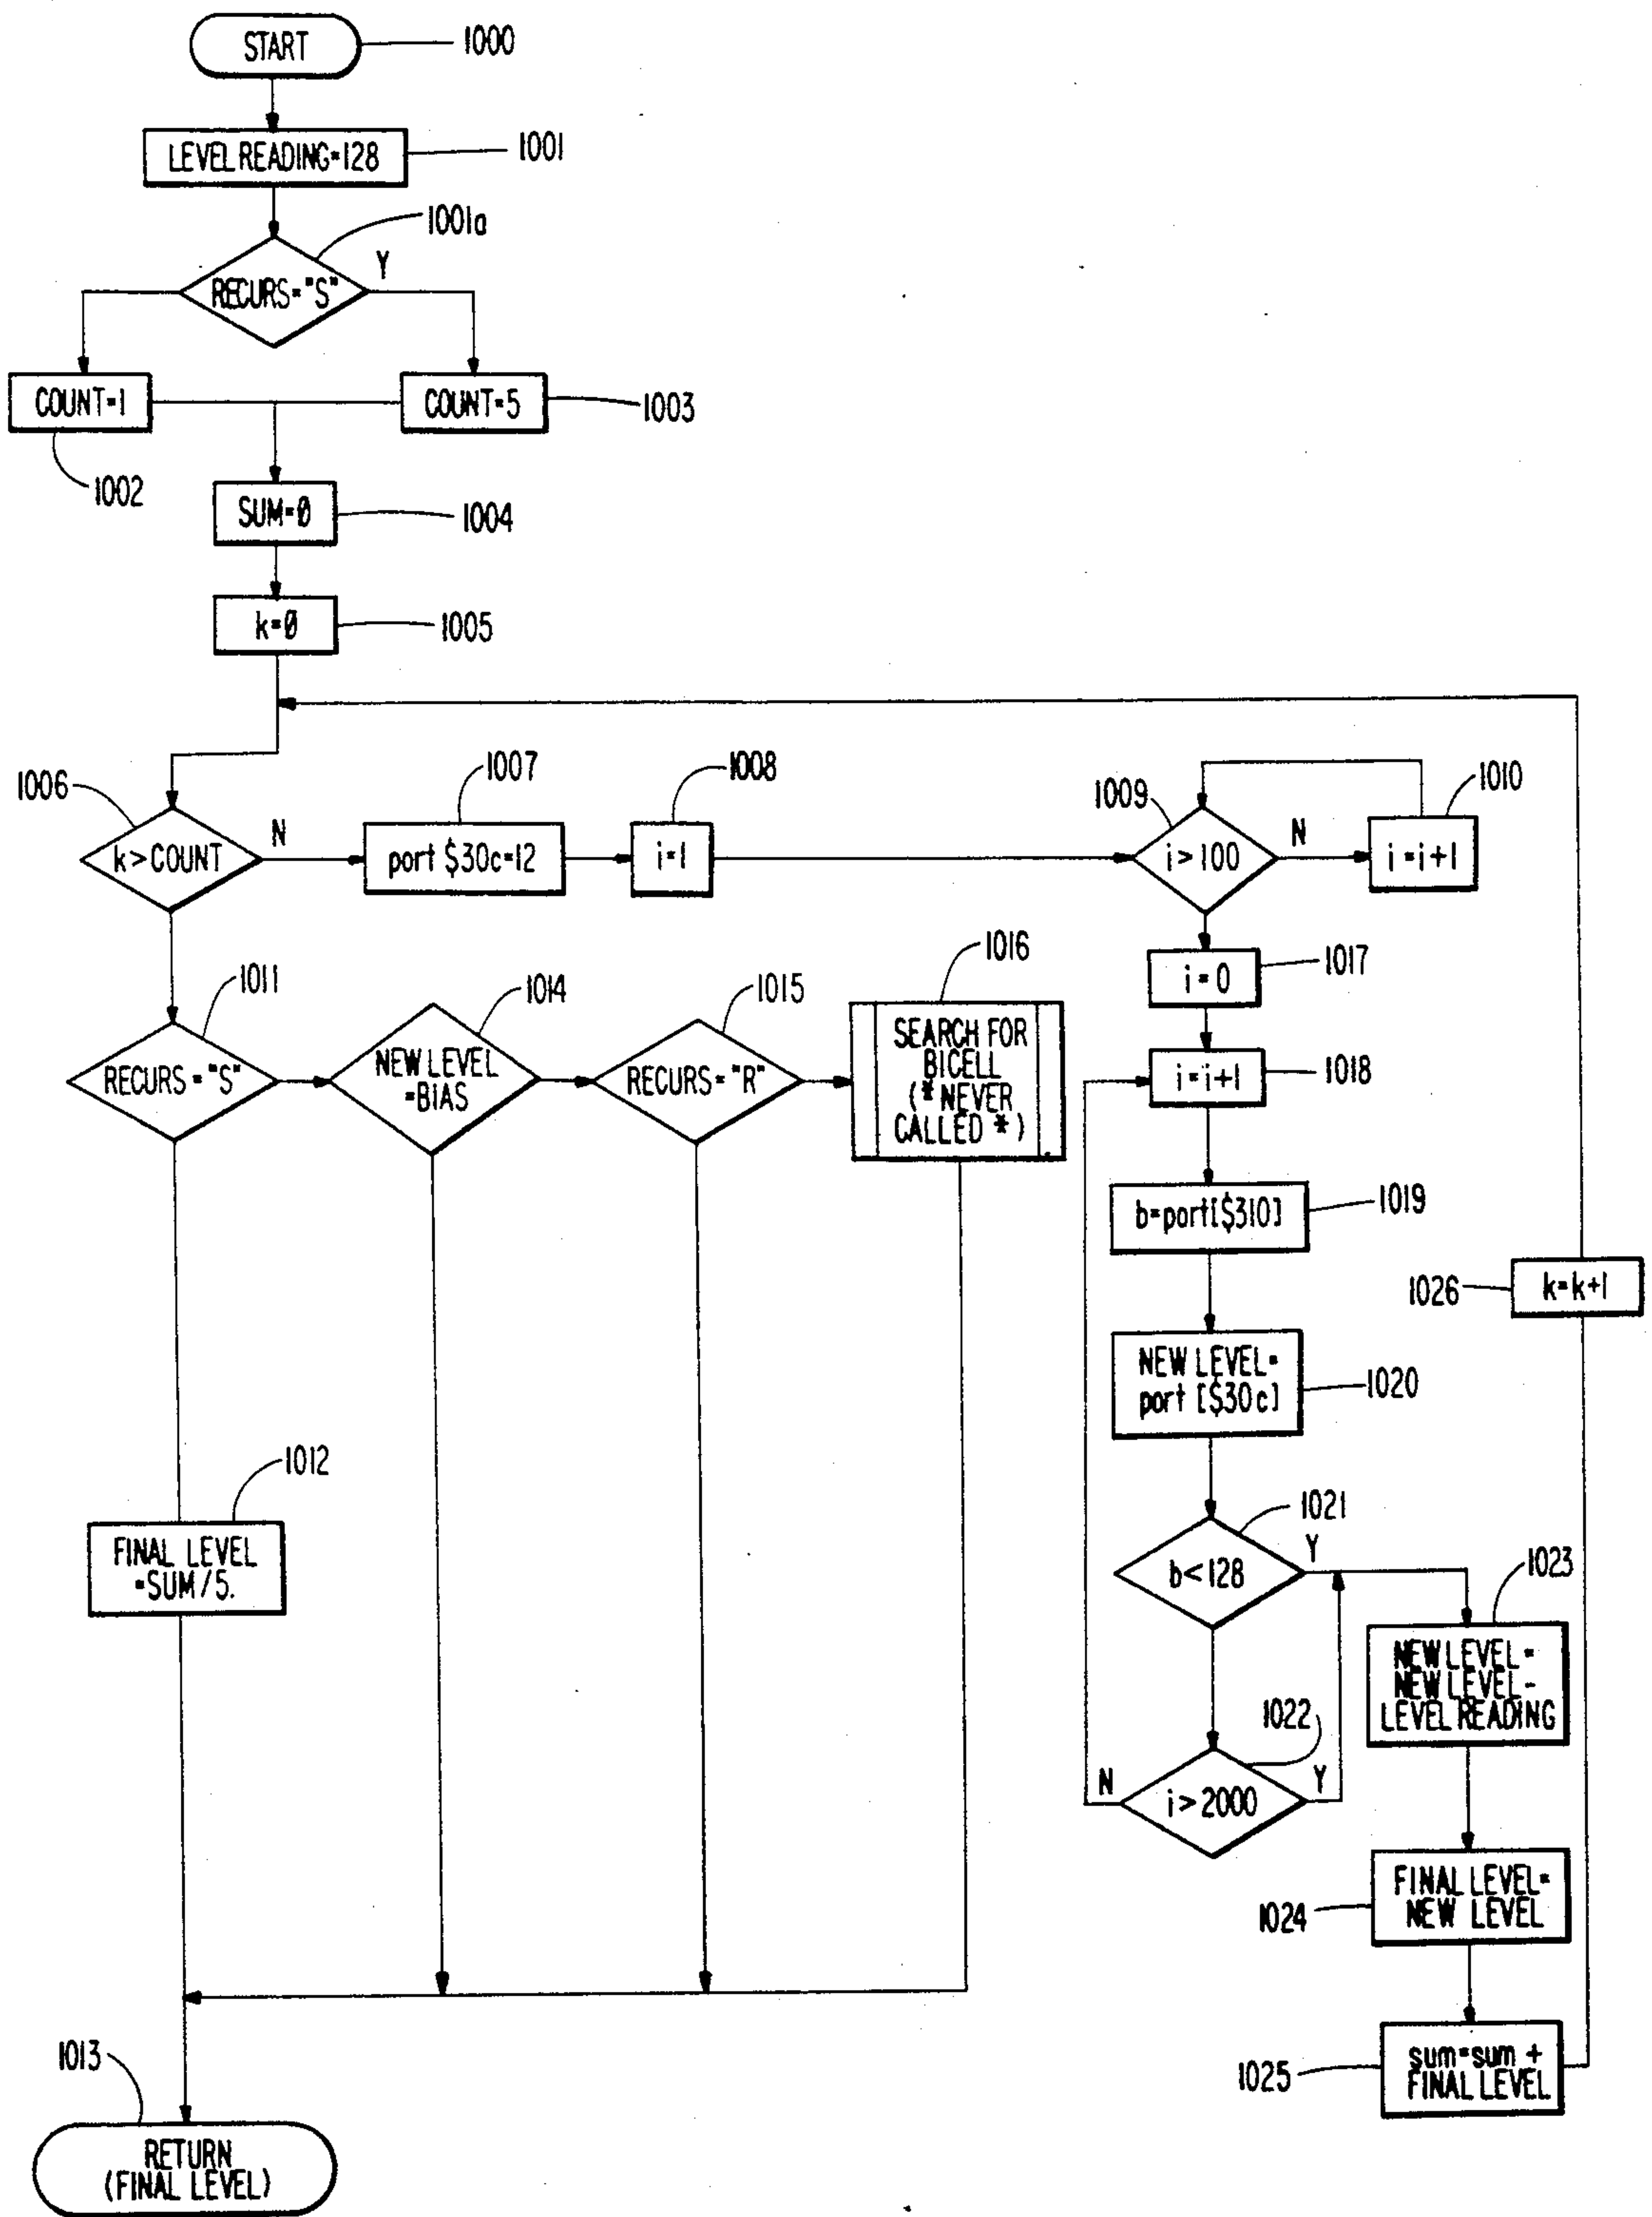 START
1000
LEVEL READING=128
1001
1001a
RECURS="S"
Y
COUNT=1
COUNT=5
1003
1002
SUM=0
1004
k=0
1005
1006
1007
1008
1009
1010
k>COUNT
N
port $30c=12
i=1
i>100
N
i=i+1
1011
1014
1015
1016
1017
i=0
RECURS="S"
NEW LEVEL
=BIAS
RECURS="R"
SEARCH FOR
BICELL
(* NEVER
CALLED *)
i=i+1
1018
b=port[$310]
1019
1026
k=k+1
NEW LEVEL=
port [$30c]
1020
1012
FINAL LEVEL
=SUM/5.
1021
b<128
Y
1023
NEW LEVEL=
NEW LEVEL-
LEVEL READING
1022
N
i>2000
Y
FINAL LEVEL=
NEW LEVEL
1024
sum=sum +
FINAL LEVEL
1025
1013
RETURN
(FINAL LEVEL)